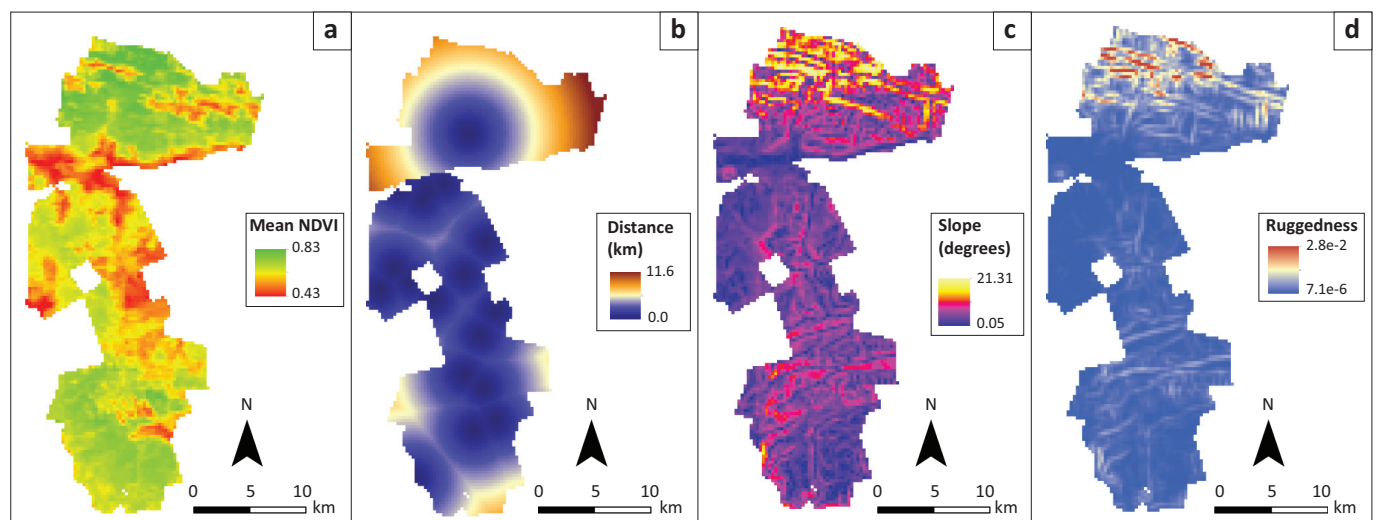 a
Mean NDVI
0.83
0.43
N
0 5 10
km
b
Distance
(km)
11.6
0.0
N
0 5 10
km
c
Slope
(degrees)
21.31
0.05
N
0 5 10
km
d
Ruggedness
2.8e-2
7.1e-6
N
0 5 10
km